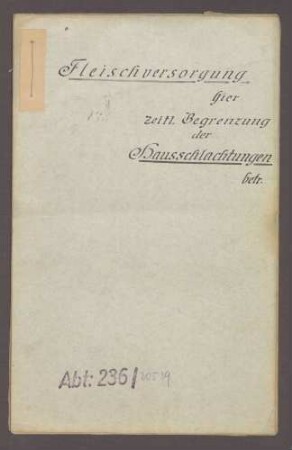 Fleischversorgung
hier
zeitl. Begrenzung
der
Hausschlachtungen
betr.
Abt: 236/